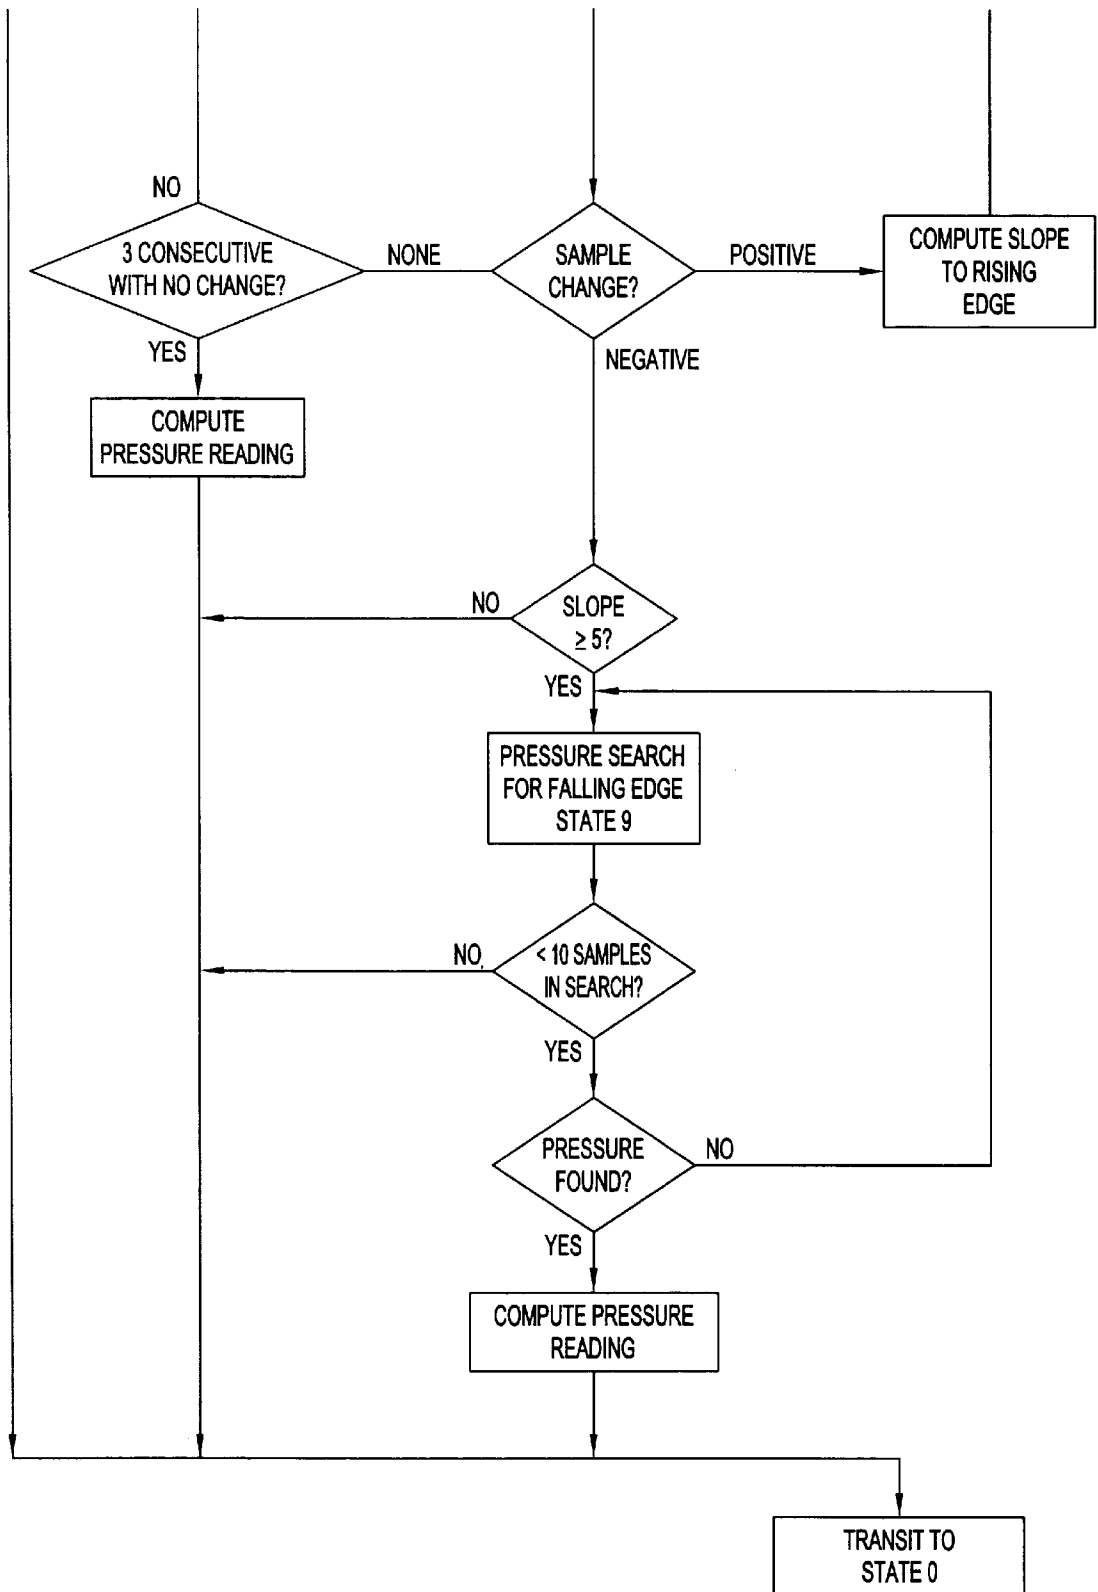 NO
3 CONSECUTIVE
WITH NO CHANGE?
NONE
SAMPLE
CHANGE?
POSITIVE
COMPUTE SLOPE
TO RISING
EDGE
YES
NEGATIVE
COMPUTE
PRESSURE READING
NO
SLOPE
≥ 5?
YES
PRESSURE SEARCH
FOR FALLING EDGE
STATE 9
NO
< 10 SAMPLES
IN SEARCH?
YES
PRESSURE
FOUND?
NO
YES
COMPUTE PRESSURE
READING
TRANSIT TO
STATE 0